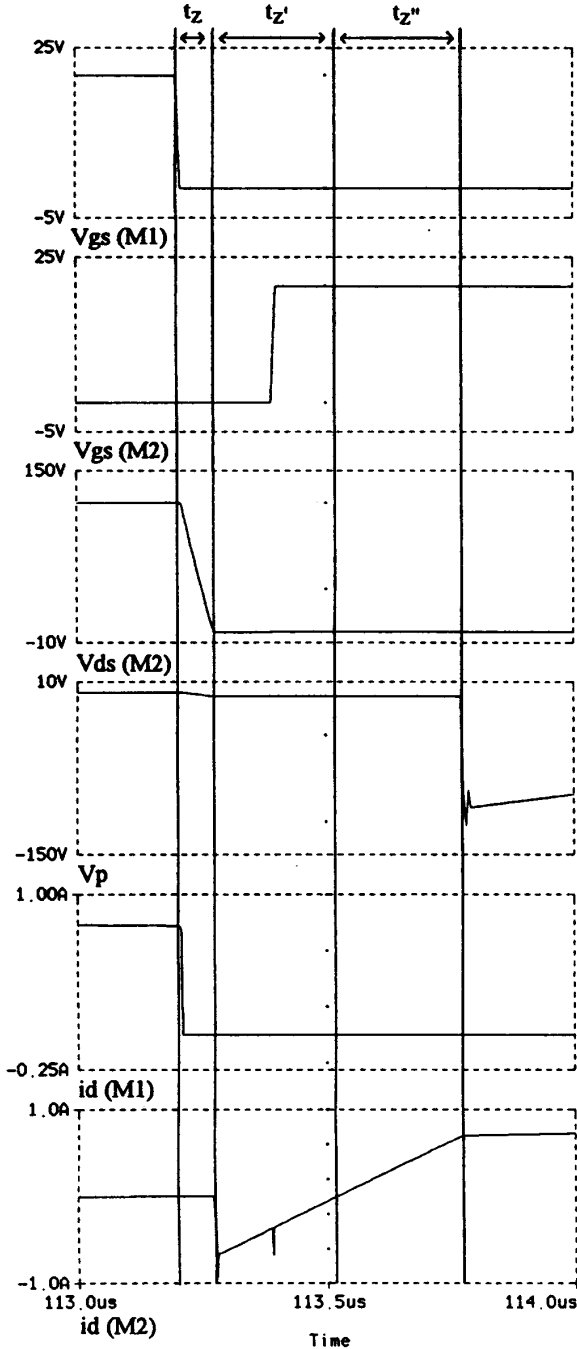 tz tz' tz"
25V
-5V
Vgs (M1)
25V
-5V
Vgs (M2)
150V
-10V
Vds (M2)
10V
-150V
Vp
1.00A
-0.25A
id (M1)
1.0A
-1.0A
113.0us 113.5us 114.0us
id (M2)
Time